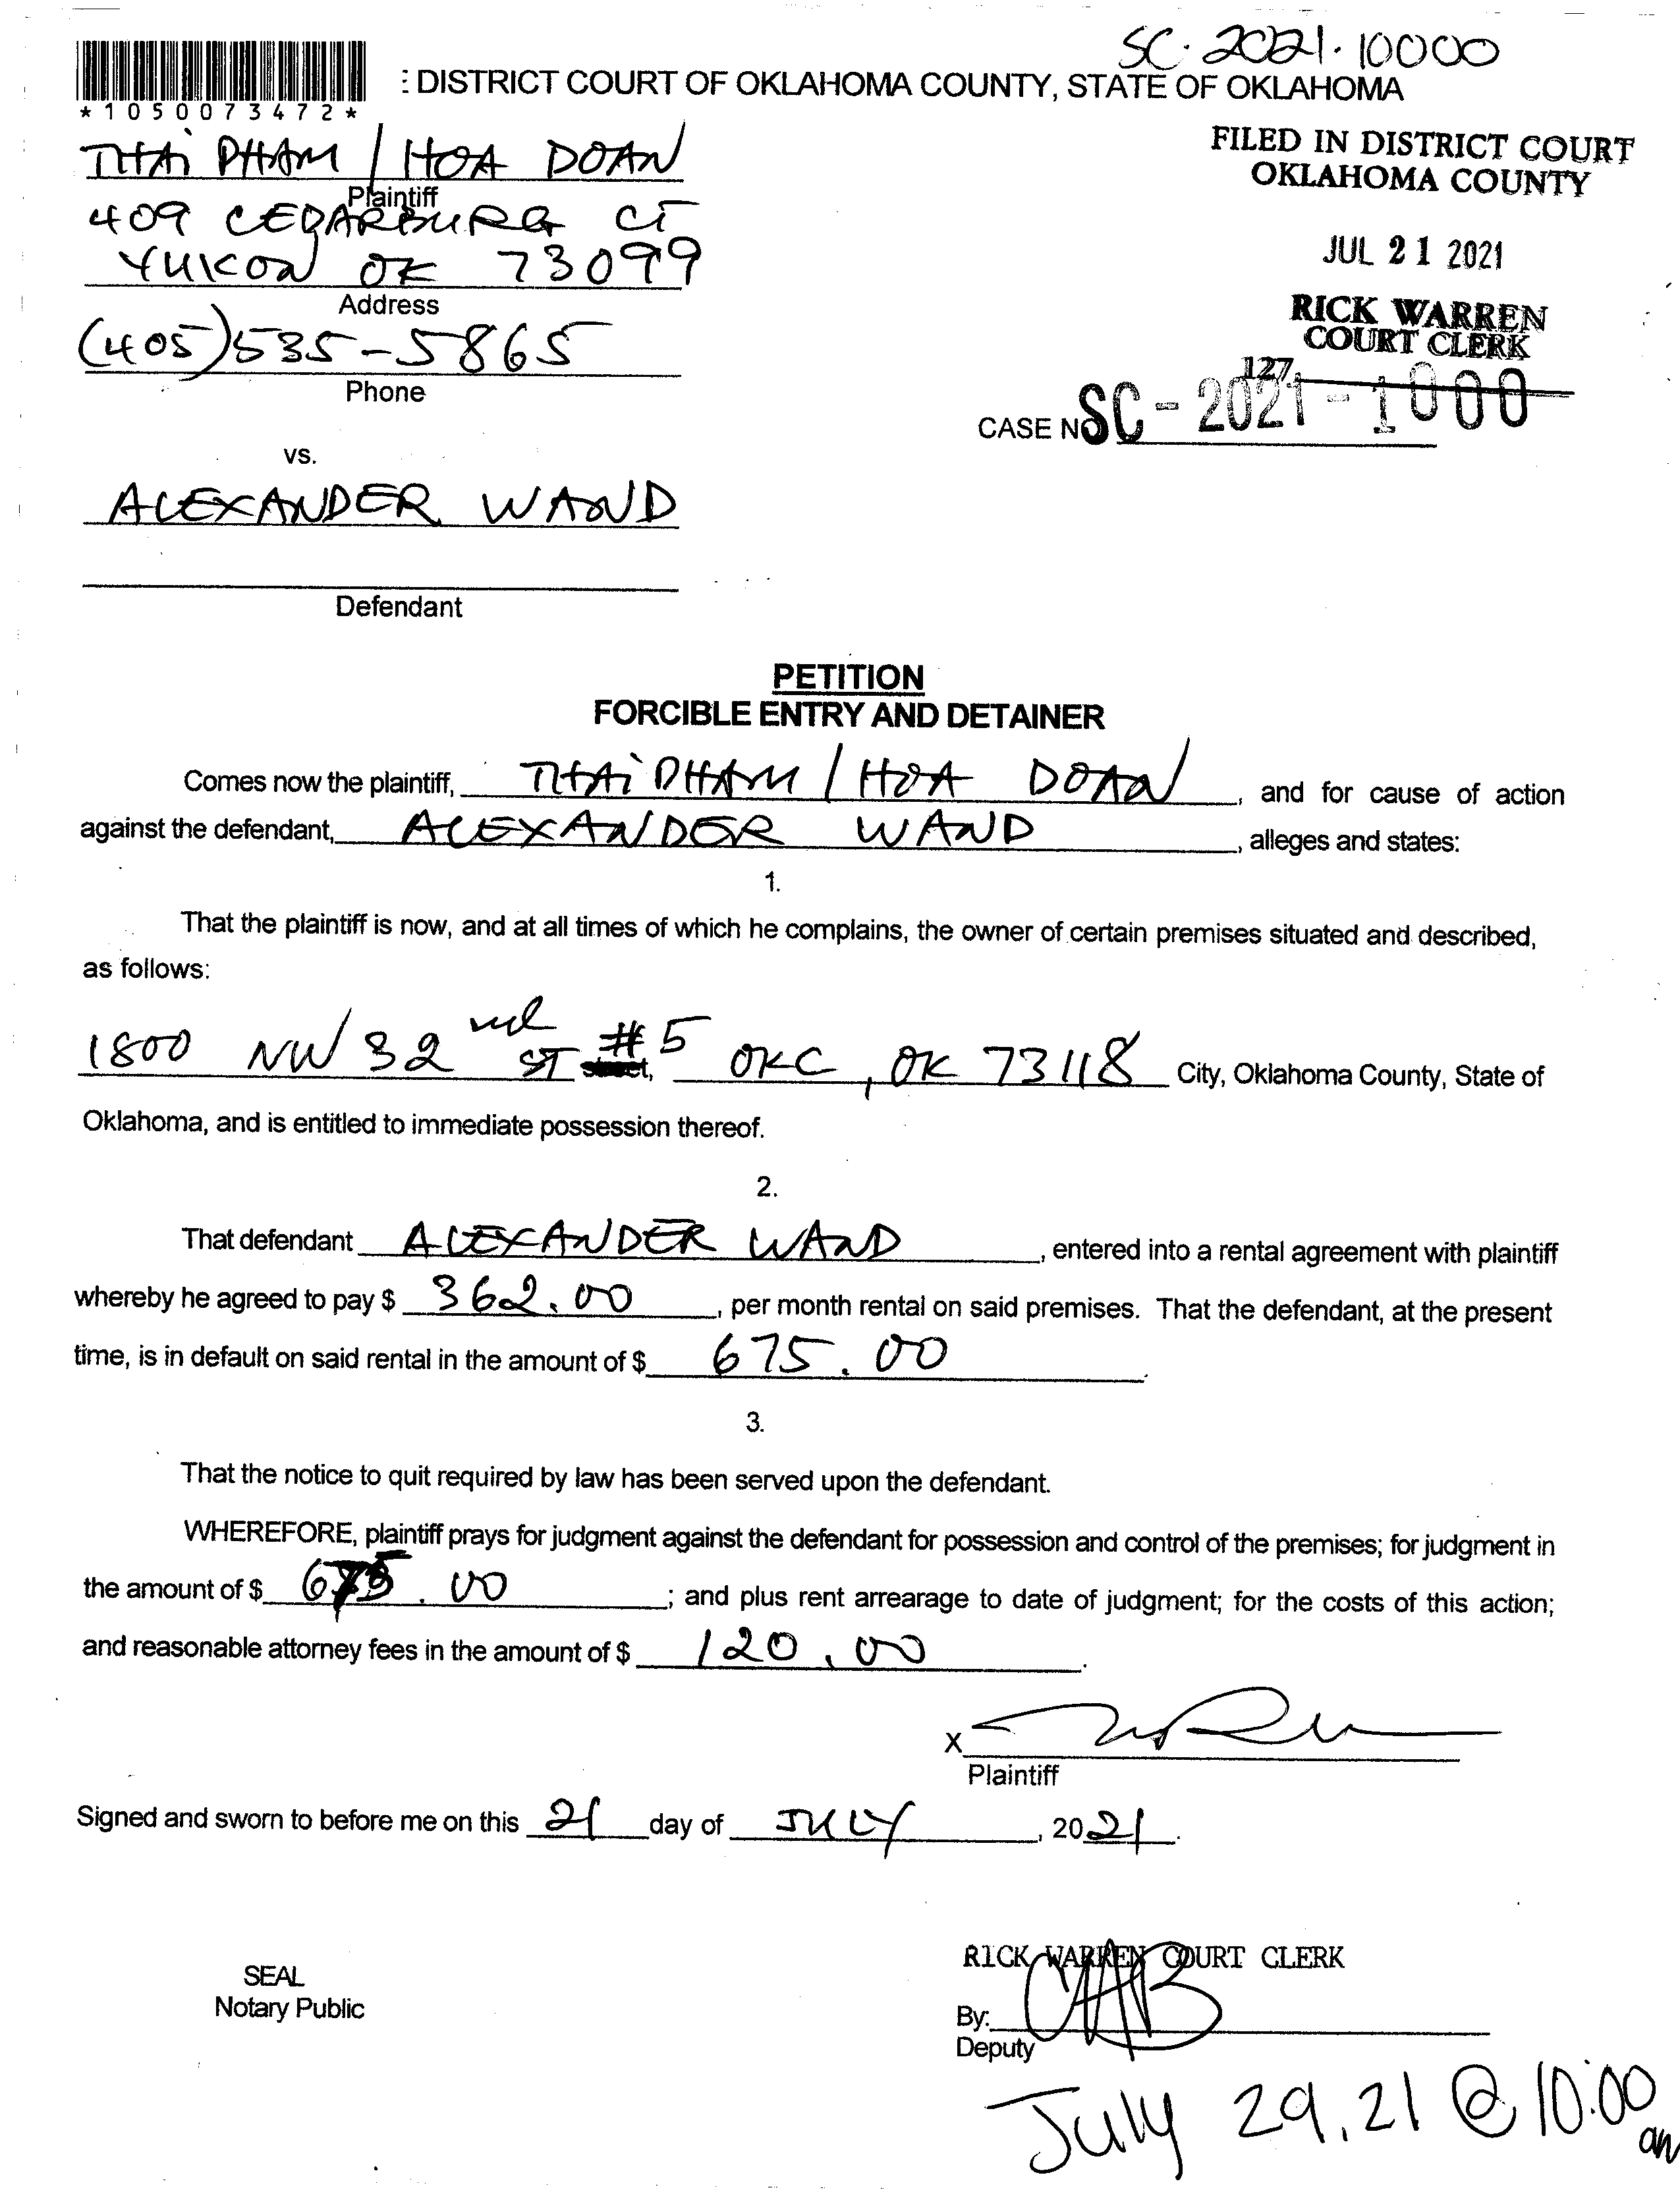 SC-2021-10000
*1050073472*
: DISTRICT COURT OF OKLAHOMA COUNTY, STATE OF OKLAHOMA
THAI PHAM / HOA DOAN
Plaintiff
409 CEDARBURG CT
YUKON OK 73099
Address
(405) 535-5865
Phone
FILED IN DISTRICT COURT
OKLAHOMA COUNTY
JUL 21 2021
RICK WARREN
COURT CLERK
127
CASE NO SC-2021-1000
vs.
ALEXANDER WAND
Defendant
PETITION
FORCIBLE ENTRY AND DETAINER
Comes now the plaintiff, THAI PHAM / HOA DOAN, and for cause of action
against the defendant, ALEXANDER WAND, alleges and states:
1.
That the plaintiff is now, and at all times of which he complains, the owner of certain premises situated and described,
as follows:
1800 NW 32nd ST #5 street, OKC, OK 73118 City, Oklahoma County, State of
Oklahoma, and is entitled to immediate possession thereof.
2.
That defendant ALEXANDER WAND, entered into a rental agreement with plaintiff
whereby he agreed to pay $ 362.00, per month rental on said premises. That the defendant, at the present
time, is in default on said rental in the amount of $ 675.00.
3.
That the notice to quit required by law has been served upon the defendant.
WHEREFORE, plaintiff prays for judgment against the defendant for possession and control of the premises; for judgment in
the amount of $ 675.00; and plus rent arrearage to date of judgment; for the costs of this action;
and reasonable attorney fees in the amount of $ 120.00.
X
Plaintiff
Signed and sworn to before me on this 21 day of JULY, 2021.
SEAL
Notary Public
RICK WARREN COURT CLERK
By:
Deputy
July 29, 21 @ 10:00
am